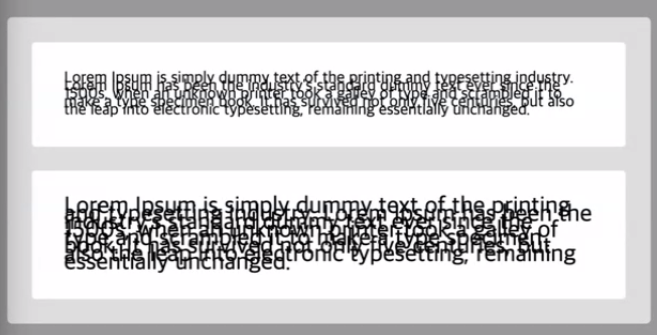 Lorem Ipsum is simply dummy text of the printing and typesetting industry.
Lorem Ipsum has been the industry's standard dummy text ever since the
1500s, when an unknown printer took a galley of type and scrambled it to
make a type specimen book. It has survived not only five centuries, but also
the leap into electronic typesetting, remaining essentially unchanged.
Lorem Ipsum is simply dummy text of the printing
and typesetting industry. Lorem Ipsum has been the
industry's standard dummy text ever since the
1500s, when an unknown printer took a galley of
type and scrambled it to make a type specimen
book. It has survived not only five centuries, but
also the leap into electronic typesetting, remaining
essentially unchanged.